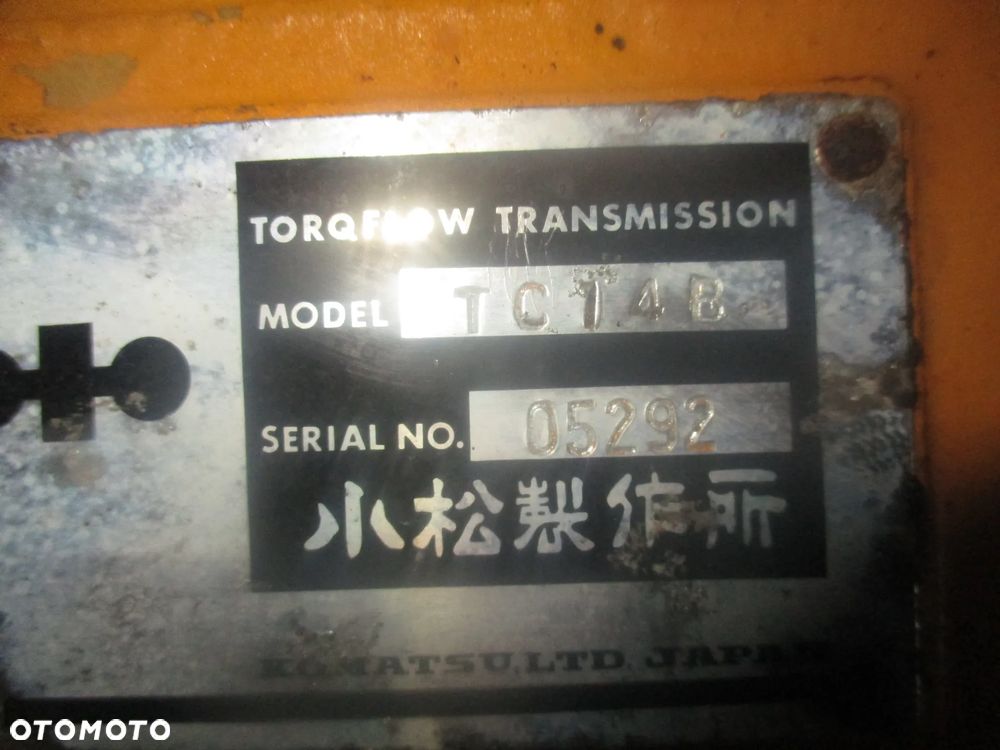 TORQFLOW TRANSMISSION
MODEL TCT4B
SERIAL NO. 05292
小松製作所
KOMATSU, LTD. JAPAN
OTOMOTO